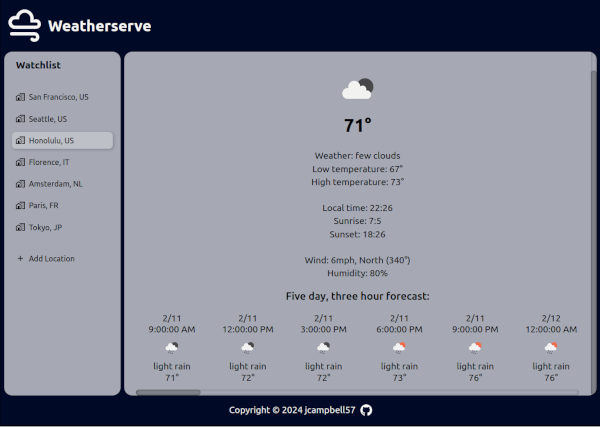 Weatherserve
Watchlist
San Francisco, US
Seattle, US
Honolulu, US
Florence, IT
Amsterdam, NL
Paris, FR
Tokyo, JP
+ Add Location
71°
Weather: few clouds
Low temperature: 67°
High temperature: 73°
Local time: 22:26
Sunrise: 7:5
Sunset: 18:26
Wind: 6mph, North (340°)
Humidity: 80%
Five day, three hour forecast:
2/11 2/11 2/11 2/11 2/11 2/12
9:00:00 AM 12:00:00 PM 3:00:00 PM 6:00:00 PM 9:00:00 PM 12:00:00 AM
light rain light rain light rain light rain light rain light rain
71° 72° 72° 73° 76° 76°
Copyright © 2024 jcampbell57